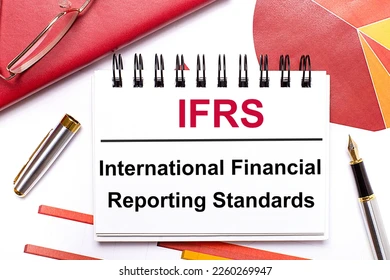 IFRS
International Financial
Reporting Standards
shutterstock.com · 2260269947